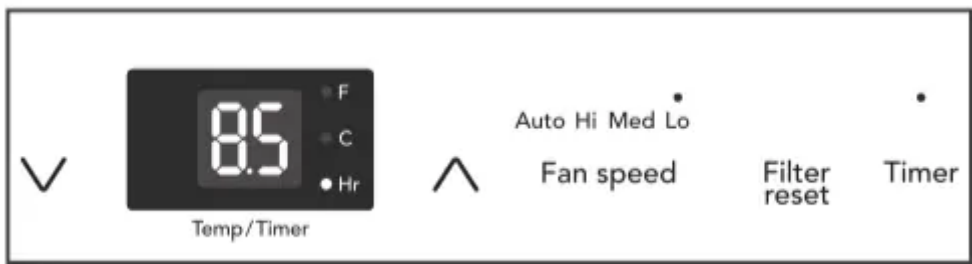 8.5
F
C
Hr
Temp/Timer
Auto Hi Med Lo
Fan speed
Filter
reset
Timer